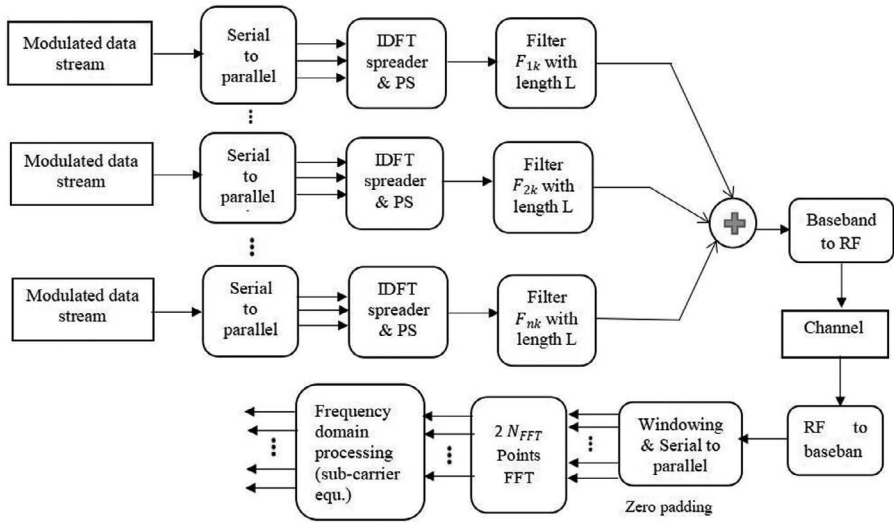 Modulated data
stream
Serial
to
parallel
IDFT
spreader
& PS
Filter
F1k with
length L
Modulated data
stream
Serial
to
parallel
IDFT
spreader
& PS
Filter
F2k with
length L
Baseband
to RF
Modulated data
stream
Serial
to
parallel
IDFT
spreader
& PS
Filter
Fnk with
length L
Channel
Frequency
domain
processing
(sub-carrier
equ.)
2 NFFT
Points
FFT
Windowing
& Serial to
parallel
RF to
baseban
Zero padding